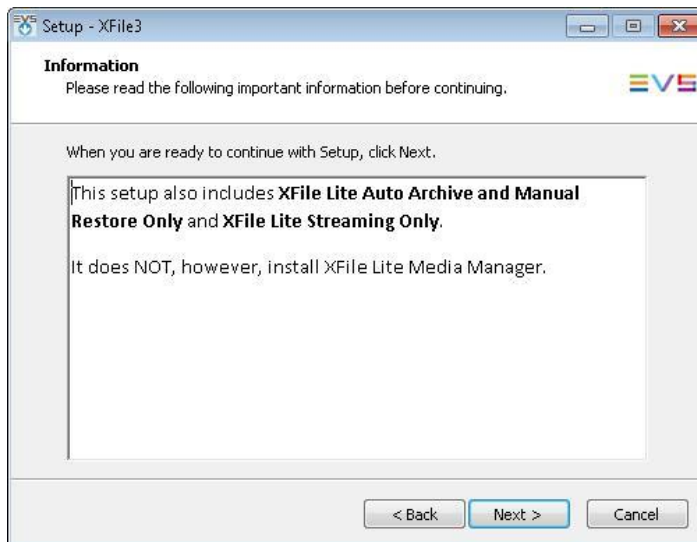 EVS
Setup - XFile3
Information
Please read the following important information before continuing.
EVS
When you are ready to continue with Setup, click Next.
This setup also includes XFile Lite Auto Archive and Manual
Restore Only and XFile Lite Streaming Only.
It does NOT, however, install XFile Lite Media Manager.
< Back
Next >
Cancel